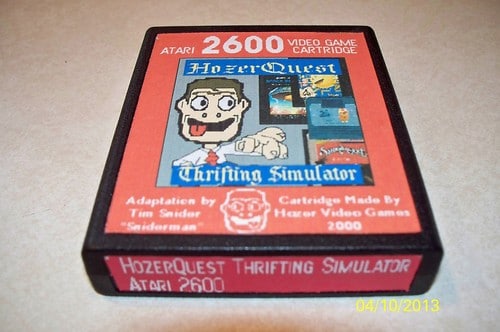 ATARI 2600 VIDEO GAME
CARTRIDGE
HozerQuest
Thrifting Simulator
Adaptation by
Tim Snider
"Sniderman"
Cartridge Made By
Hozer Video Games
2000
HOZERQUEST THRIFTING SIMULATOR
ATARI 2600
04/10/2013